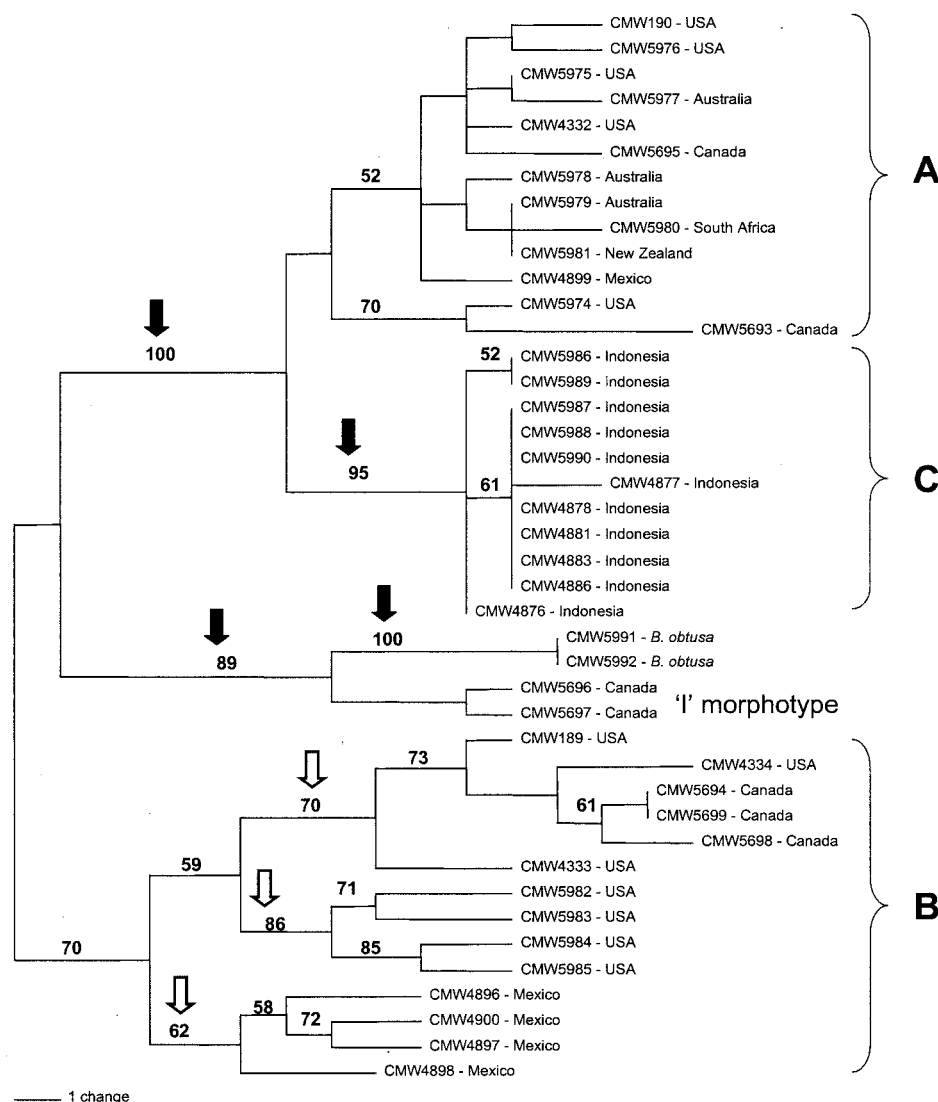 CMW190 - USA
CMW5976 - USA
CMW5975 - USA
CMW5977 - Australia
CMW4332 - USA
CMW5695 - Canada
A
52
CMW5978 - Australia
CMW5979 - Australia
CMW5980 - South Africa
CMW5981 - New Zealand
CMW4899 - Mexico
70
CMW5974 - USA
CMW5693 - Canada
100
52
CMW5986 - Indonesia
CMW5989 - Indonesia
CMW5987 - Indonesia
CMW5988 - Indonesia
CMW5990 - Indonesia
95
61
CMW4877 - Indonesia
C
CMW4878 - Indonesia
CMW4881 - Indonesia
CMW4883 - Indonesia
CMW4886 - Indonesia
CMW4876 - Indonesia
100
CMW5991 - B. obtusa
CMW5992 - B. obtusa
89
CMW5696 - Canada
CMW5697 - Canada
'I' morphotype
CMW189 - USA
73
CMW4334 - USA
CMW5694 - Canada
70
61
CMW5699 - Canada
CMW5698 - Canada
59
CMW4333 - USA
71
CMW5982 - USA
B
86
CMW5983 - USA
85
CMW5984 - USA
70
CMW5985 - USA
CMW4896 - Mexico
58
72
CMW4900 - Mexico
62
CMW4897 - Mexico
CMW4898 - Mexico
1 change